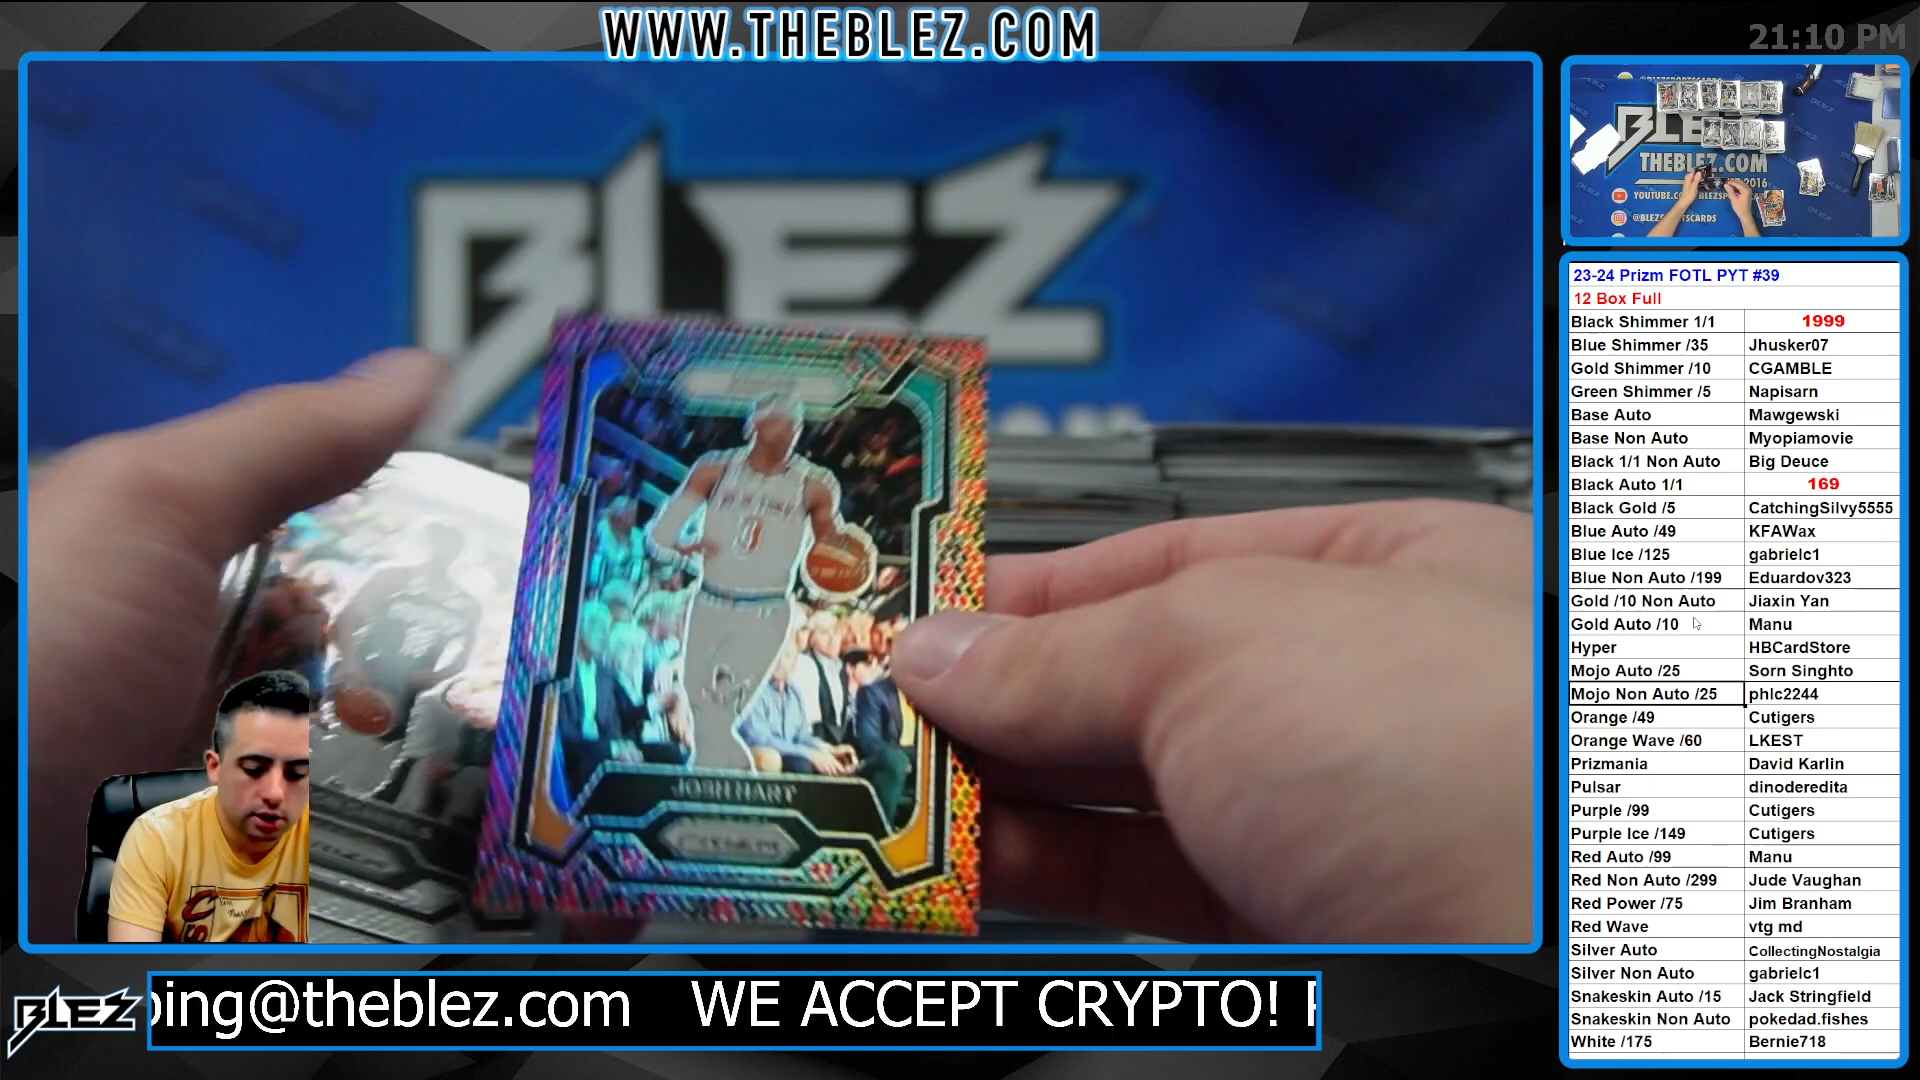 WWW.THEBLEZ.COM
21:10 PM
BLEZ
JOSH HART
PRIZM
BLEZ
THEBLEZ.COM
2016
@BLEZSPORTSCARDS
23-24 Prizm FOTL PYT #39
12 Box Full
Black Shimmer 1/1 1999
Blue Shimmer /35 Jhusker07
Gold Shimmer /10 CGAMBLE
Green Shimmer /5 Napisarn
Base Auto Mawgewski
Base Non Auto Myopiamovie
Black 1/1 Non Auto Big Deuce
Black Auto 1/1 169
Black Gold /5 CatchingSilvy5555
Blue Auto /49 KFAWax
Blue Ice /125 gabrielc1
Blue Non Auto /199 Eduardov323
Gold /10 Non Auto Jiaxin Yan
Gold Auto /10 Manu
Hyper HBCardStore
Mojo Auto /25 Sorn Singhto
Mojo Non Auto /25 phlc2244
Orange /49 Cutigers
Orange Wave /60 LKEST
Prizmania David Karlin
Pulsar dinoderedita
Purple /99 Cutigers
Purple Ice /149 Cutigers
Red Auto /99 Manu
Red Non Auto /299 Jude Vaughan
Red Power /75 Jim Branham
Red Wave vtg md
Silver Auto CollectingNostalgia
Silver Non Auto gabrielc1
Snakeskin Auto /15 Jack Stringfield
Snakeskin Non Auto pokedad.fishes
White /175 Bernie718
BLEZ
ping@theblez.com WE ACCEPT CRYPTO!